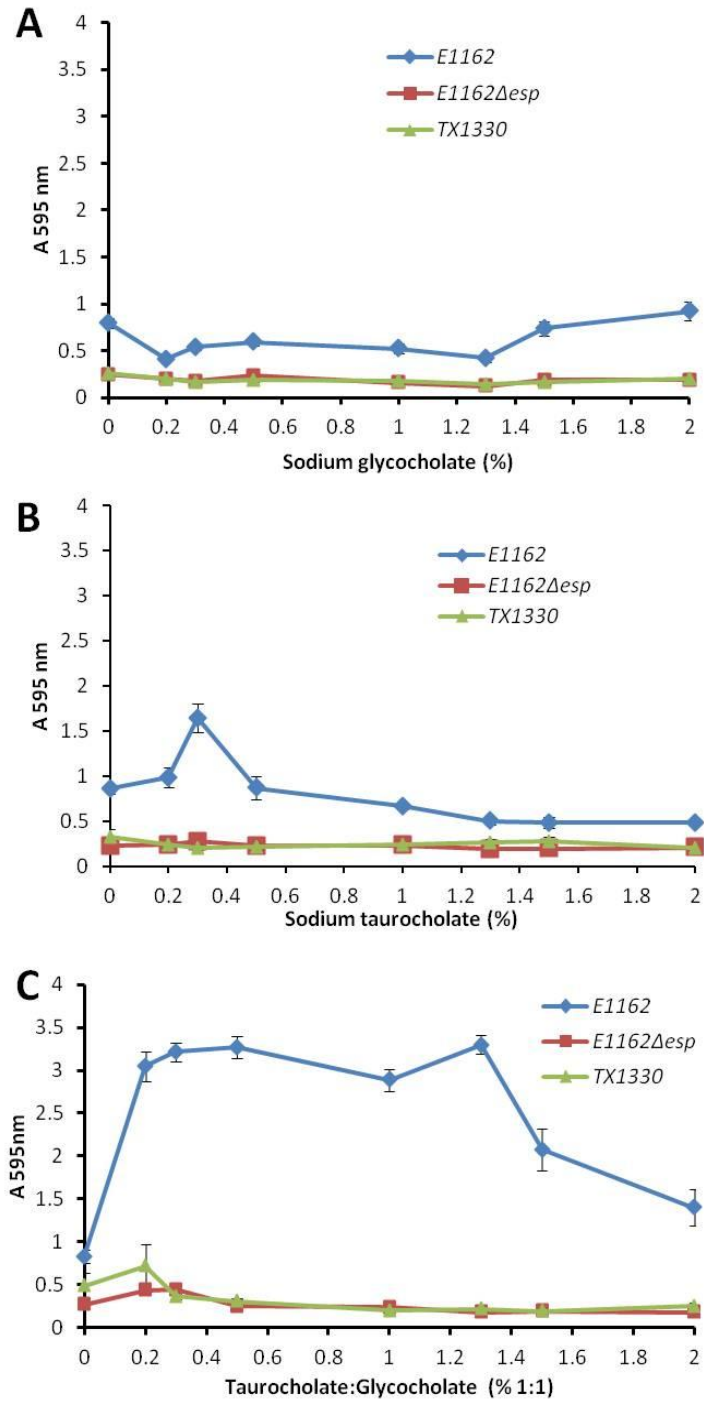 A
4
3.5
3
2.5
2
1.5
1
0.5
0
A 595 nm
E1162
E1162Δesp
TX1330
0 0.2 0.4 0.6 0.8 1 1.2 1.4 1.6 1.8 2
Sodium glycocholate (%)
B
4
3.5
3
2.5
2
1.5
1
0.5
0
A 595 nm
E1162
E1162Δesp
TX1330
0 0.2 0.4 0.6 0.8 1 1.2 1.4 1.6 1.8 2
Sodium taurocholate (%)
C
4
3.5
3
2.5
2
1.5
1
0.5
0
A 595nm
E1162
E1162Δesp
TX1330
0 0.2 0.4 0.6 0.8 1 1.2 1.4 1.6 1.8 2
Taurocholate:Glycocholate (% 1:1)